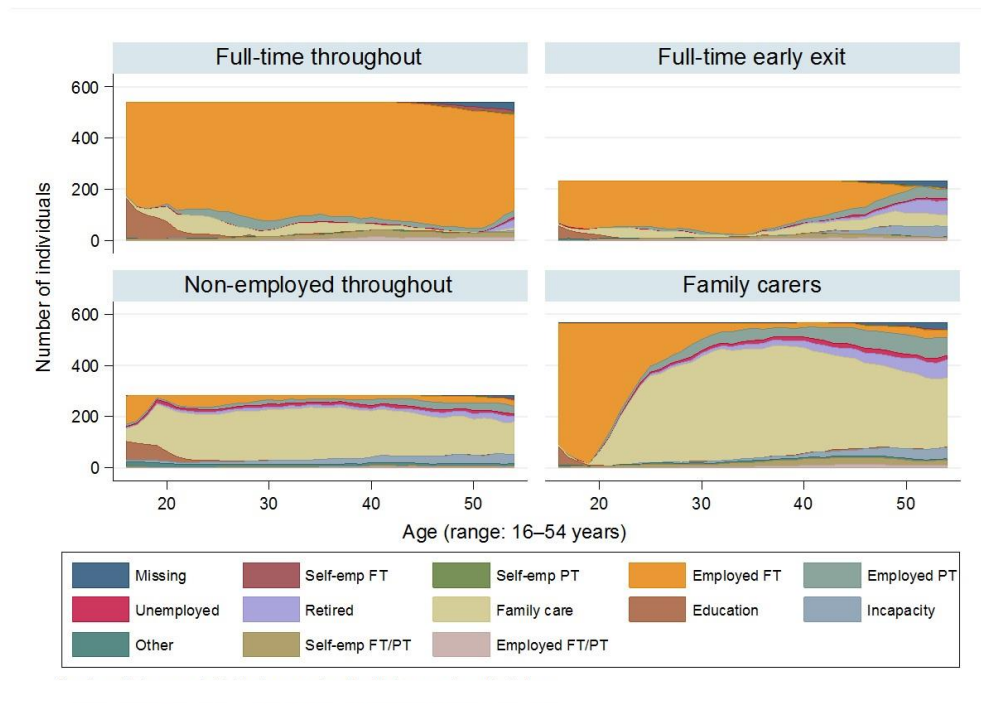 Full-time throughout
Full-time early exit
600
400
200
0
Non-employed throughout
Family carers
600
400
200
0
Number of individuals
20 30 40 50
20 30 40 50
Age (range: 16–54 years)
Missing Self-emp FT Self-emp PT Employed FT Employed PT
Unemployed Retired Family care Education Incapacity
Other Self-emp FT/PT Employed FT/PT